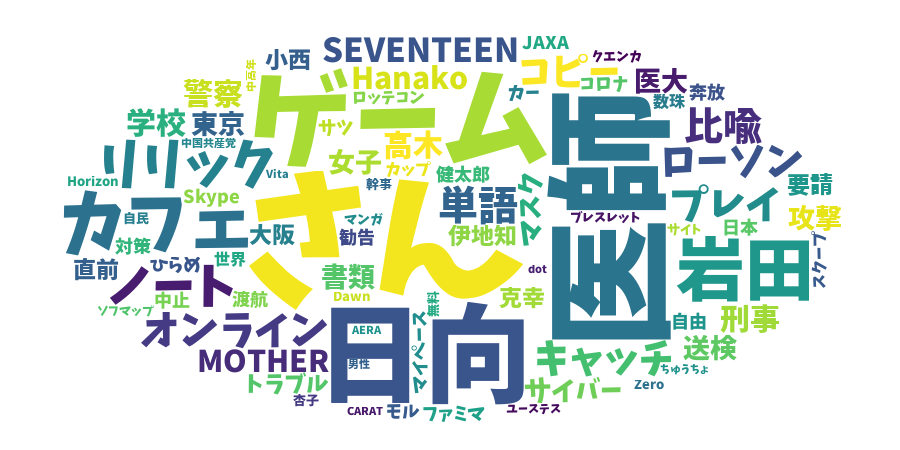 SEVENTEEN
JAXA
クエンカ
小西
中百年
Hanako
コピー
コロナ
医大
警察
ゲーム
ロッテコン
カー
数珠
奔放
学校
東京
サツ
医師
比喩
中国共産党
高木
女子
カップ
健太郎
リリック
Vita
ローソン
Horizon
Skype
幹事
さん
単語
マスク
プレイ
要請
カフェ
自民
マンガ
ブレスレット
攻撃
対策
大阪
勧告
伊地知
サイト
日本
スクープ
世界
直前
ひらめ
書類
dot
岩田
ノート
中止
渡航
Dawn
無料
克幸
ソフマップ
オンライン
日向
AERA
マイペース
自由
刑事
MOTHER
男性
キャッチ
送検
ちゅうちょ
トラブル
サイバー
Zero
杏子
CARAT
モル
ファミマ
ユーステス